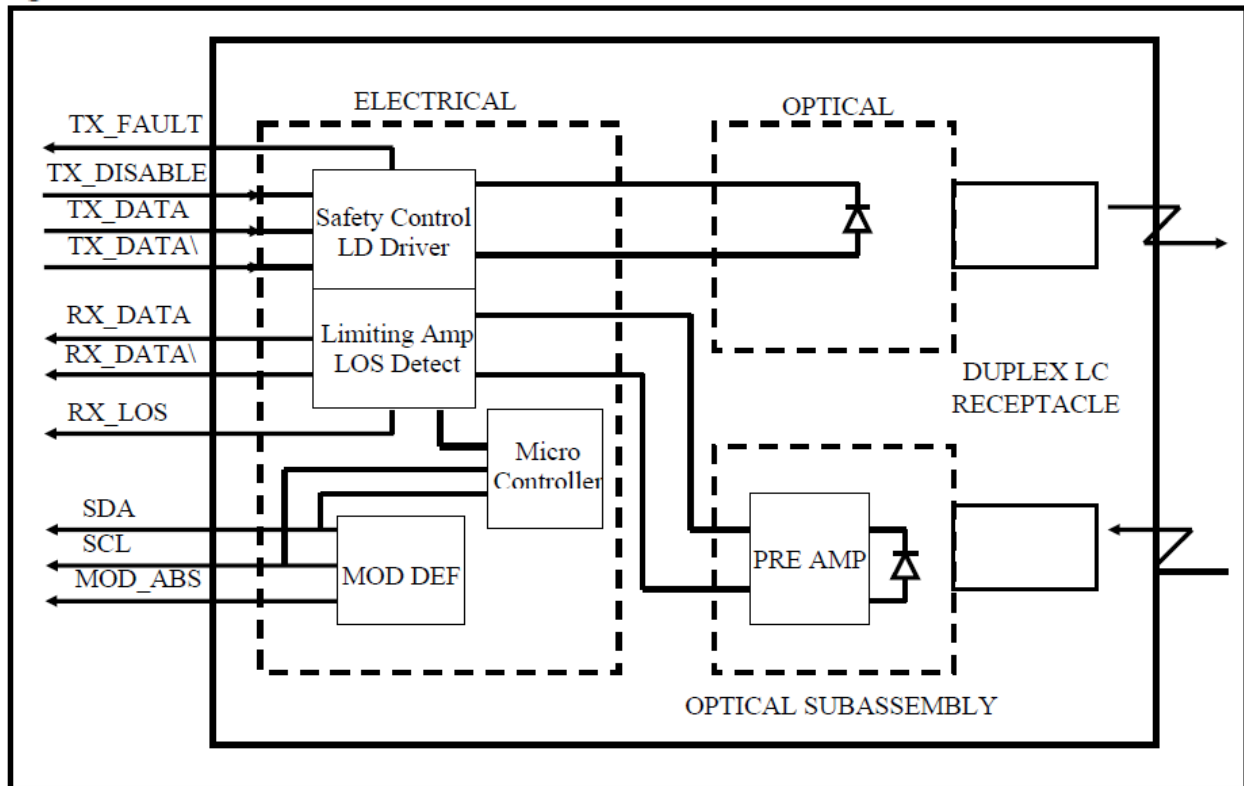 ELECTRICAL
OPTICAL
TX_FAULT
TX_DISABLE
TX_DATA
TX_DATA\
Safety Control
LD Driver
RX_DATA
RX_DATA\
Limiting Amp
LOS Detect
DUPLEX LC
RECEPTACLE
RX_LOS
Micro
Controller
SDA
SCL
MOD_ABS
MOD DEF
PRE AMP
OPTICAL SUBASSEMBLY